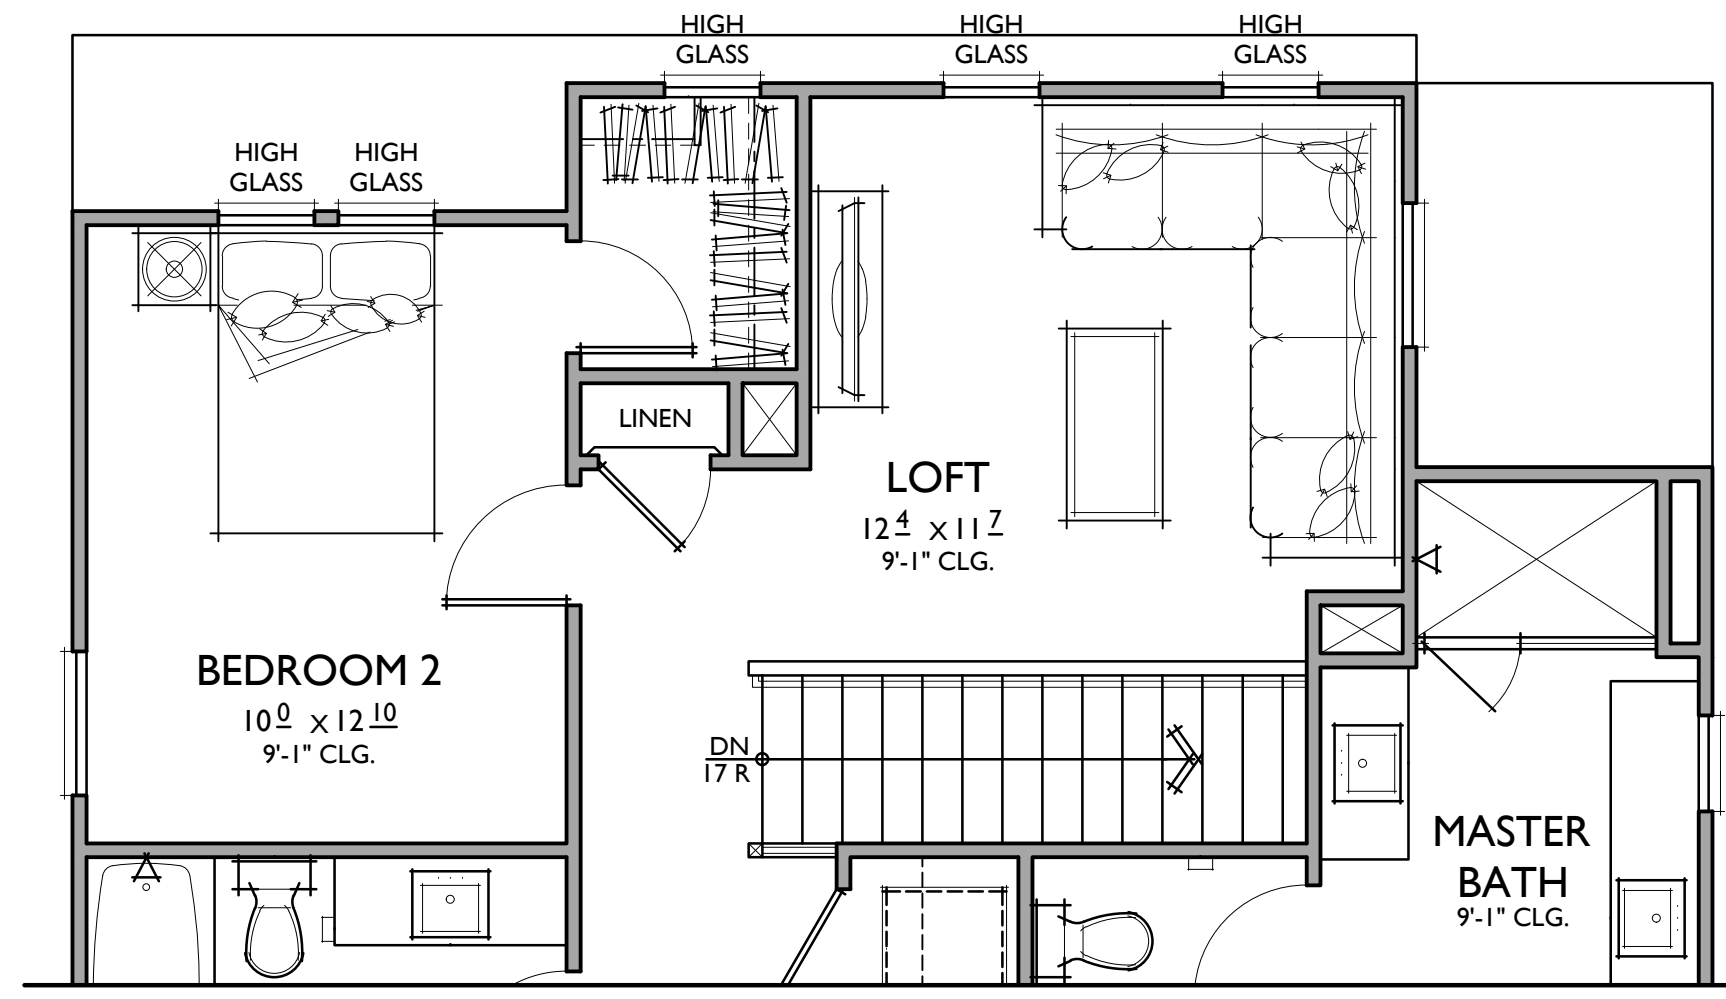 HIGH
GLASS
HIGH
GLASS
HIGH
GLASS
HIGH
GLASS
HIGH
GLASS
LINEN
LOFT
12 4 X 11 7
9'-1" CLG.
BEDROOM 2
10 0 X 12 10
9'-1" CLG.
DN
17 R
MASTER
BATH
9'-1" CLG.